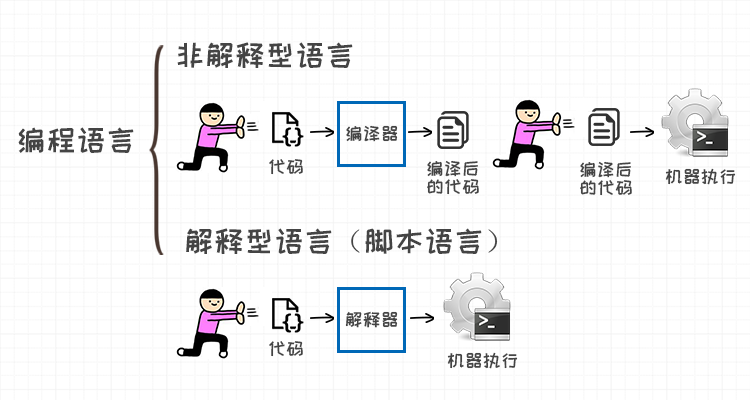 非解释型语言
编程语言
代码
编译器
编译后
的代码
编译后
的代码
>_
机器执行
解释型语言（脚本语言）
代码
解释器
>_
机器执行